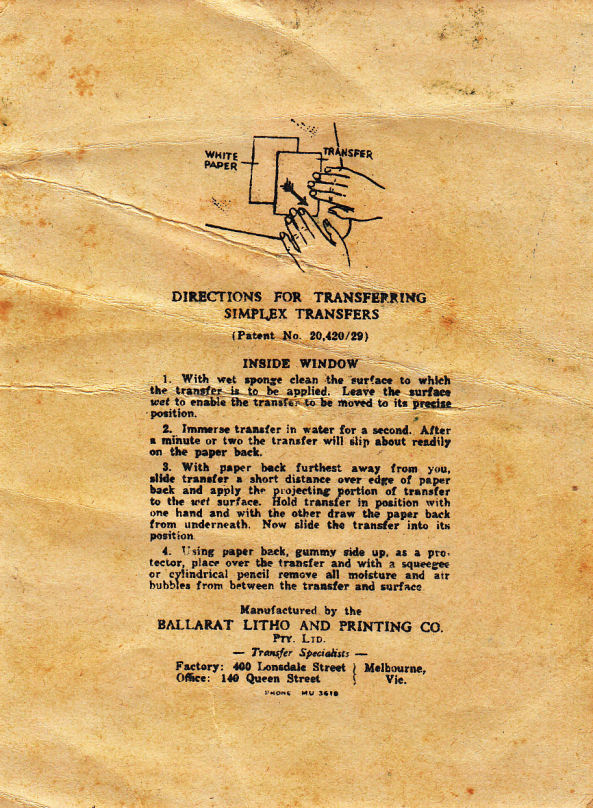 WHITE
PAPER
TRANSFER
DIRECTIONS FOR TRANSFERRING
SIMPLEX TRANSFERS
(Patent No. 20,420/29)
INSIDE WINDOW
1. With wet sponge clean the surface to which
the transfer is to be applied. Leave the surface
wet to enable the transfer to be moved to its precise
position.
2. Immerse transfer in water for a second. After
a minute or two the transfer will slip about readily
on the paper back.
3. With paper back furthest away from you,
slide transfer a short distance over edge of paper
back and apply the projecting portion of transfer
to the wet surface. Hold transfer in position with
one hand and with the other draw the paper back
from underneath. Now slide the transfer into its
position
4. Using paper back, gummy side up, as a pro-
tector, place over the transfer and with a squeegee
or cylindrical pencil remove all moisture and air
bubbles from between the transfer and surface
Manufactured by the
BALLARAT LITHO AND PRINTING CO.
PTY. LTD.
— Transfer Specialists —
Factory: 400 Lonsdale Street } Melbourne,
Office: 140 Queen Street } Vic.
PHONE MU 3618